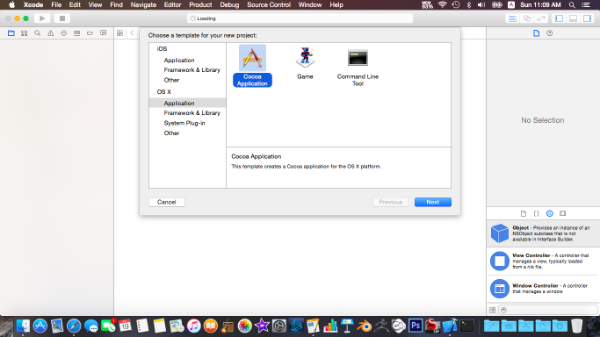 Xcode File Edit View Find Navigate Editor Product Debug Source Control Window Help
Sun 11:09 AM
Loading
Choose a template for your new project:
iOS
Application
Framework & Library
Other
OS X
Application
Framework & Library
System Plug-in
Other
Cocoa
Application
Game
Command Line
Tool
Cocoa Application
This template creates a Cocoa application for the OS X platform.
Cancel
Previous
Next
No Selection
Object - Provides an instance of an
NSObject subclass that is not
available in Interface Builder.
View Controller - A controller that
manages a view, typically loaded
from a nib file.
Window Controller - A controller
that manages a window
Ps